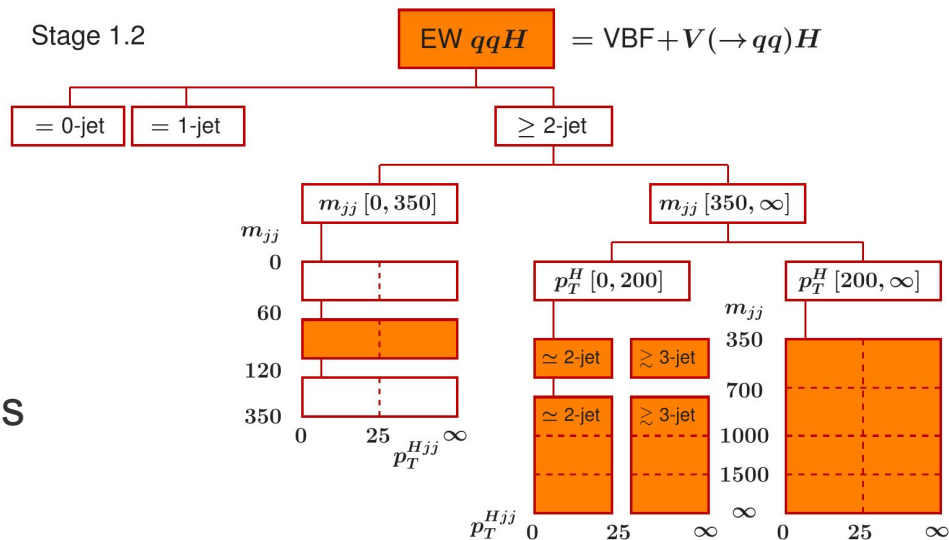 Stage 1.2
EW qqH = VBF + V(→ qq)H
= 0-jet
= 1-jet
≥ 2-jet
m_jj [0, 350]
m_jj [350, ∞]
m_jj
0
60
120
350
0 25 ∞
p_T^Hjj
p_T^H [0, 200]
p_T^H [200, ∞]
m_jj
350
700
1000
1500
∞
≃ 2-jet
≳ 3-jet
≃ 2-jet
≳ 3-jet
p_T^Hjj 0 25 ∞
0 25 ∞
s